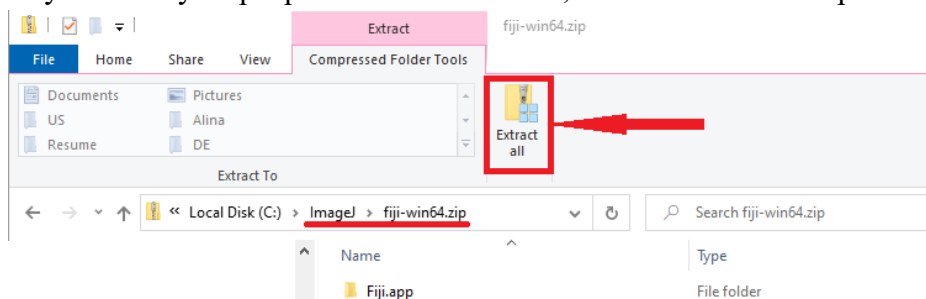 Extract fiji-win64.zip
File Home Share View Compressed Folder Tools
Documents Pictures
US Alina
Resume DE
Extract
all
Extract To
« Local Disk (C:) › ImageJ › fiji-win64.zip Search fiji-win64.zip
Name Type
Fiji.app File folder